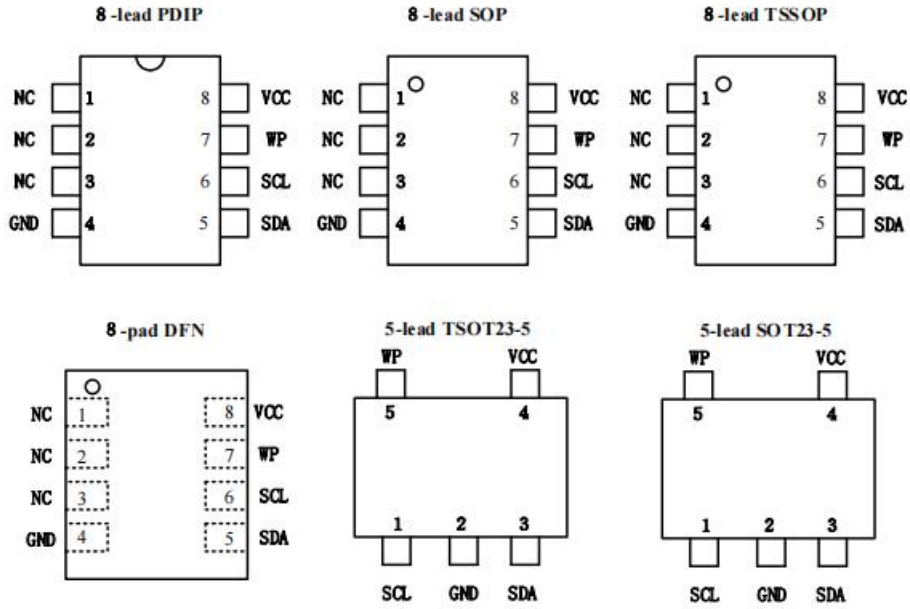 8-lead PDIP
NC 1 8 VCC
NC 2 7 WP
NC 3 6 SCL
GND 4 5 SDA
8-lead SOP
NC 1 8 VCC
NC 2 7 WP
NC 3 6 SCL
GND 4 5 SDA
8-lead TSSOP
NC 1 8 VCC
NC 2 7 WP
NC 3 6 SCL
GND 4 5 SDA
8-pad DFN
NC 1 8 VCC
NC 2 7 WP
NC 3 6 SCL
GND 4 5 SDA
5-lead TSOT23-5
WP VCC
5 4
1 2 3
SCL GND SDA
5-lead SOT23-5
WP VCC
5 4
1 2 3
SCL GND SDA